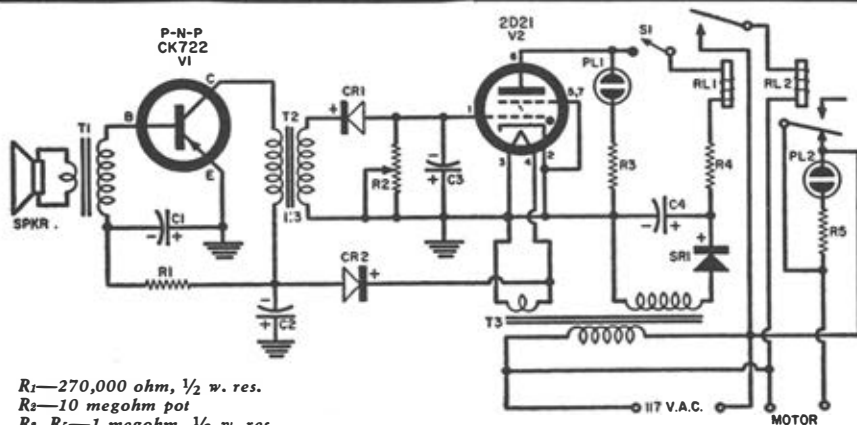 P-N-P
CK722
V1
B
C
E
T1
SPKR.
C1
- +
R1
T2
1:3
CR1
+
R2
C3
-
+
CR2
+
C2
-
+
2D21
V2
6
1
5,7
3
4
2
PL1
R3
S1
RL1
R4
C4
- +
SR1
+
T3
RL2
PL2
R5
117 V.A.C.
MOTOR
R1—270,000 ohm, ½ w. res.
R2—10 megohm pot